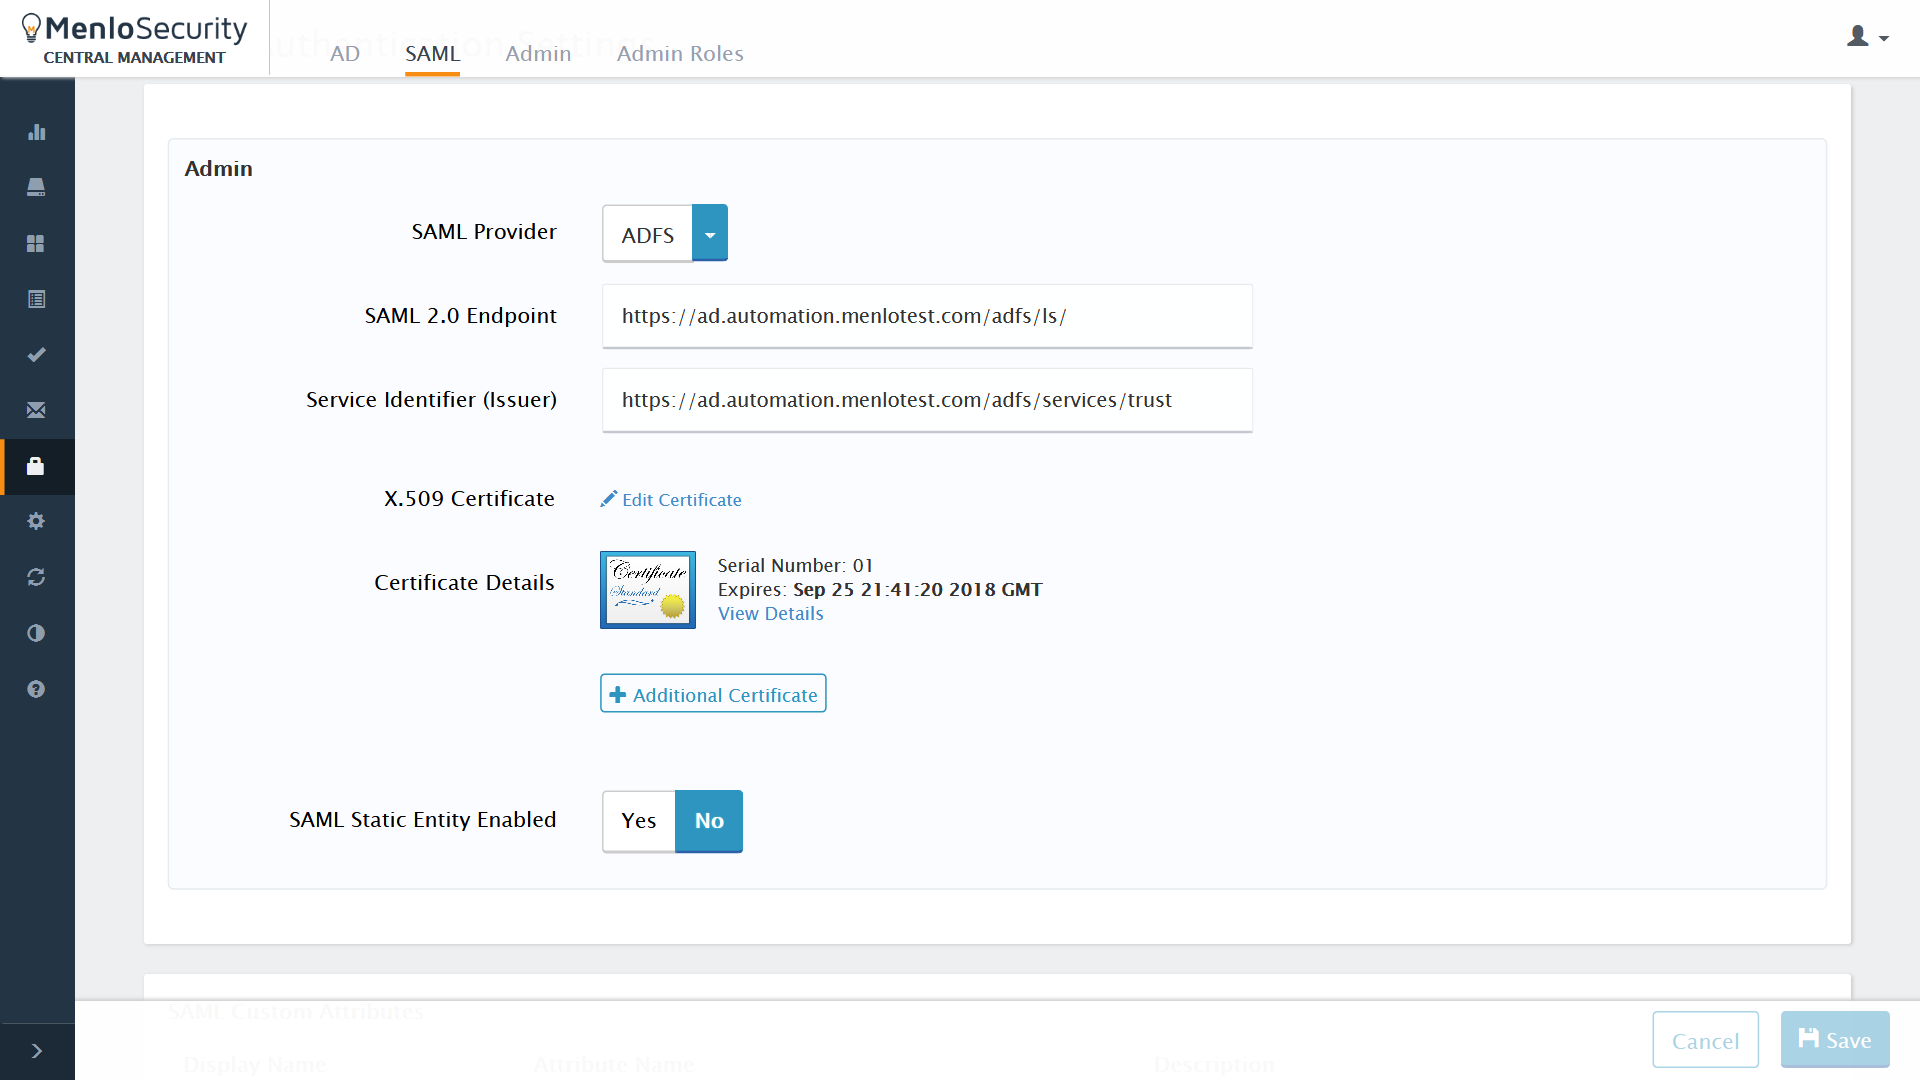 MenloSecurity
CENTRAL MANAGEMENT
Authentication Settings
AD SAML Admin Admin Roles
Admin
SAML Provider ADFS
SAML 2.0 Endpoint https://ad.automation.menlotest.com/adfs/ls/
Service Identifier (Issuer) https://ad.automation.menlotest.com/adfs/services/trust
X.509 Certificate Edit Certificate
Certificate Details
Certificate
Standard
Serial Number: 01
Expires: Sep 25 21:41:20 2018 GMT
View Details
Additional Certificate
SAML Static Entity Enabled Yes No
SAML Custom Attributes
Cancel Save
Display Name Attribute Name Description